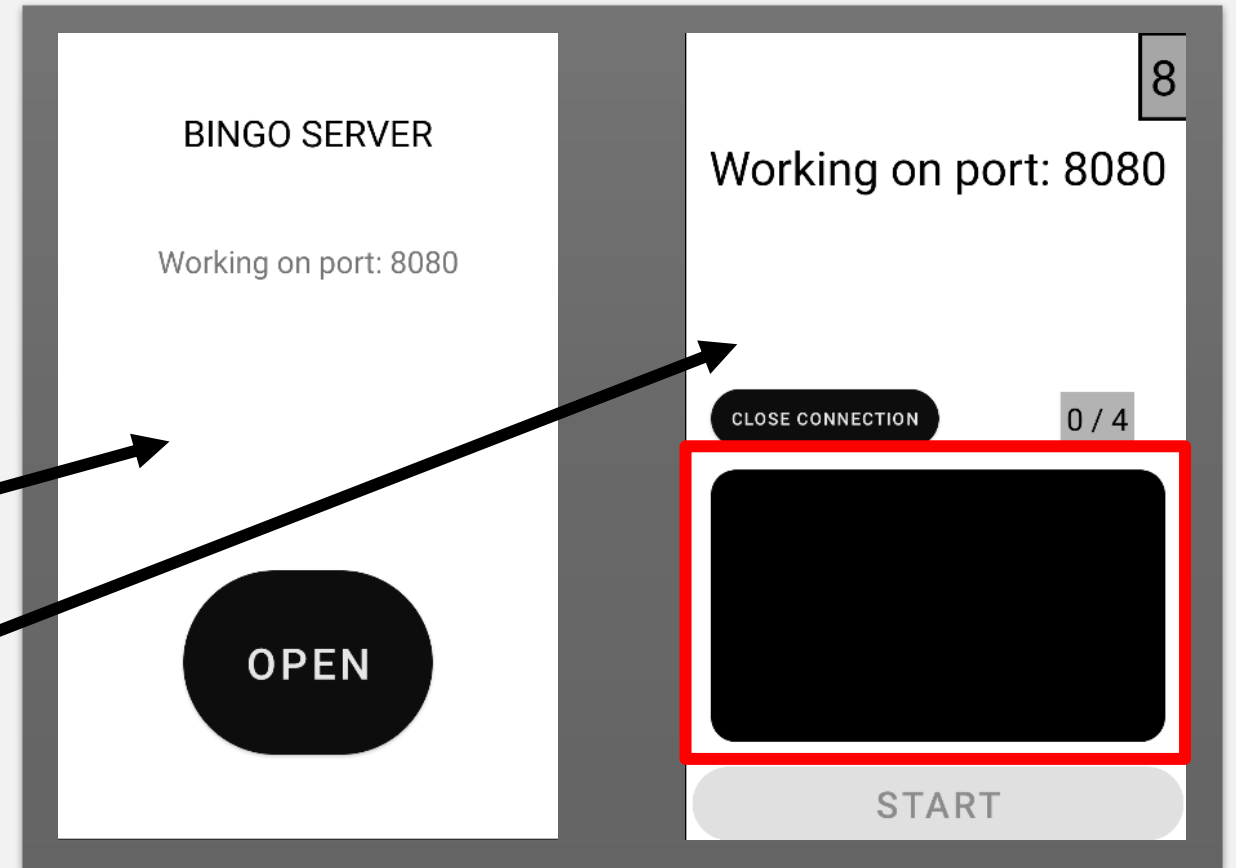 BINGO SERVER
Working on port: 8080
OPEN
8
Working on port: 8080
CLOSE CONNECTION
0 / 4
START